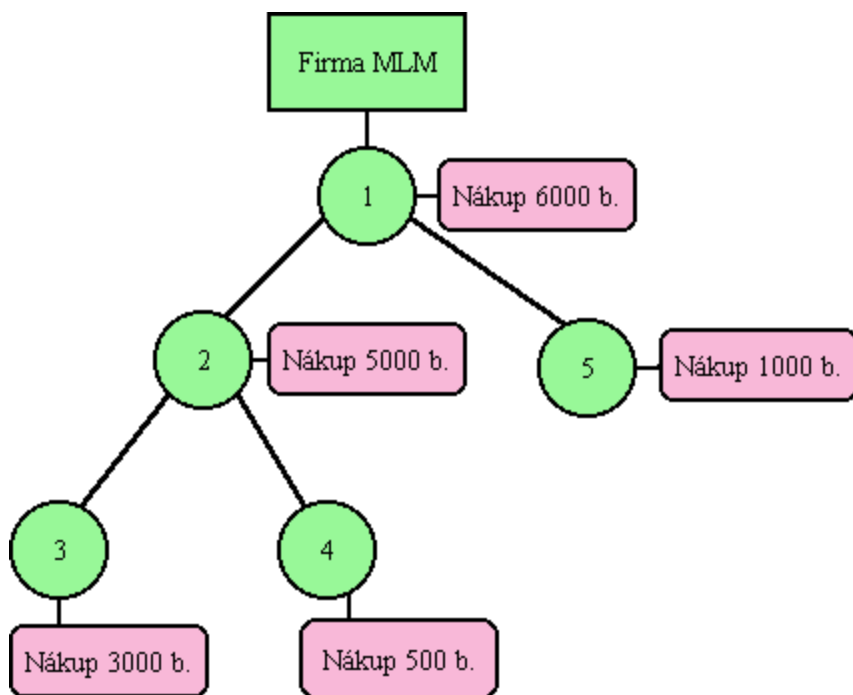 Firma MLM
1
Nákup 6000 b.
2
Nákup 5000 b.
5
Nákup 1000 b.
3
4
Nákup 3000 b.
Nákup 500 b.